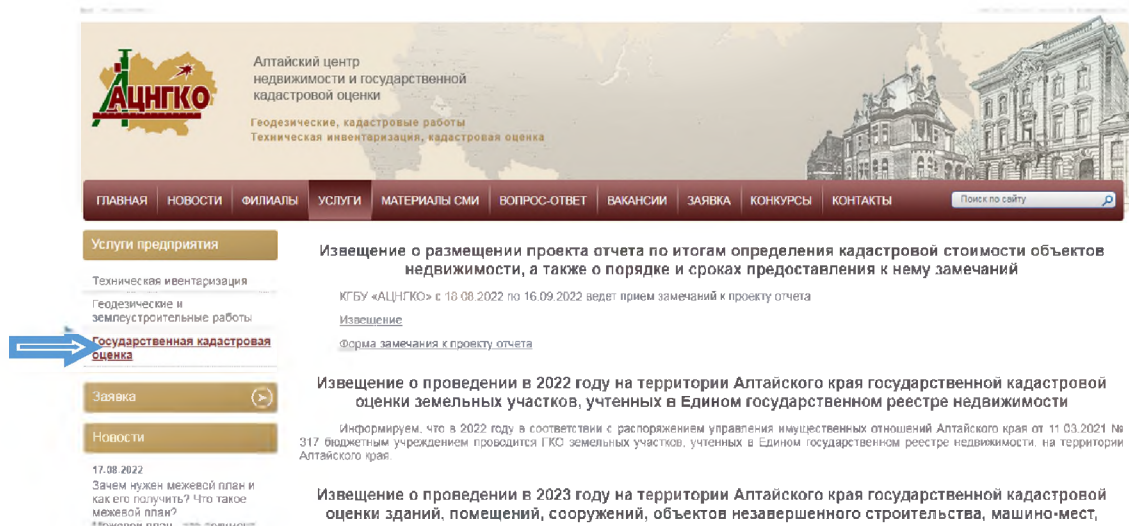 АЦНГКО
Алтайский центр
недвижимости и государственной
кадастровой оценки
Геодезические, кадастровые работы
Техническая инвентаризация, кадастровая оценка
ГЛАВНАЯ НОВОСТИ ФИЛИАЛЫ УСЛУГИ МАТЕРИАЛЫ СМИ ВОПРОС-ОТВЕТ ВАКАНСИИ ЗАЯВКА КОНКУРСЫ КОНТАКТЫ Поиск по сайту
Услуги предприятия
Техническая ивентаризация
Геодезические и
землеустроительные работы
Государственная кадастровая
оценка
Заявка
Новости
17.08.2022
Зачем нужен межевой план и
как его получить? Что такое
межевой план?
Межевой план - это документ
Извещение о размещении проекта отчета по итогам определения кадастровой стоимости объектов
недвижимости, а также о порядке и сроках предоставления к нему замечаний
КГБУ «АЦНГКО» с 18.08.2022 по 16.09.2022 ведет прием замечаний к проекту отчета
Извещение
Форма замечания к проекту отчета
Извещение о проведении в 2022 году на территории Алтайского края государственной кадастровой
оценки земельных участков, учтенных в Едином государственном реестре недвижимости
Информируем, что в 2022 году в соответствии с распоряжением управления имущественных отношений Алтайского края от 11.03.2021 №
317 бюджетным учреждением проводится ГКО земельных участков, учтенных в Едином государственном реестре недвижимости, на территории
Алтайского края.
Извещение о проведении в 2023 году на территории Алтайского края государственной кадастровой
оценки зданий, помещений, сооружений, объектов незавершенного строительства, машино-мест,